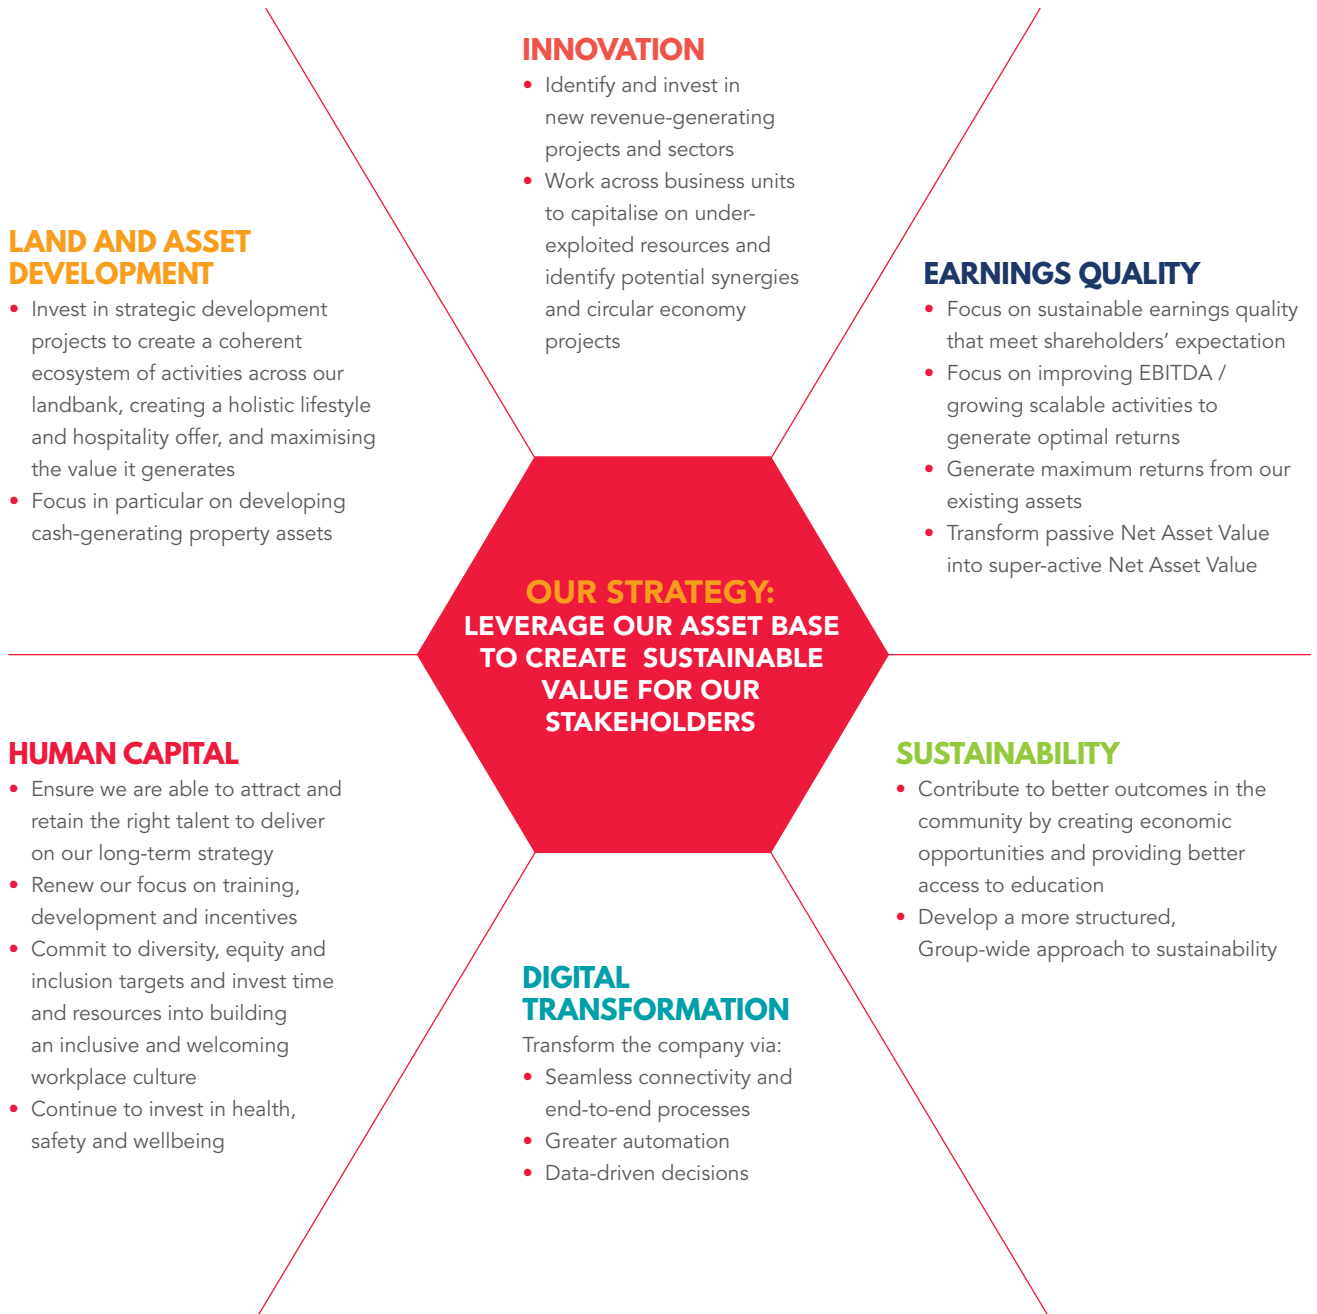 INNOVATION
• Identify and invest in
new revenue-generating
projects and sectors
• Work across business units
to capitalise on under-
exploited resources and
identify potential synergies
and circular economy
projects
LAND AND ASSET
DEVELOPMENT
• Invest in strategic development
projects to create a coherent
ecosystem of activities across our
landbank, creating a holistic lifestyle
and hospitality offer, and maximising
the value it generates
• Focus in particular on developing
cash-generating property assets
EARNINGS QUALITY
• Focus on sustainable earnings quality
that meet shareholders’ expectation
• Focus on improving EBITDA /
growing scalable activities to
generate optimal returns
• Generate maximum returns from our
existing assets
• Transform passive Net Asset Value
into super-active Net Asset Value
OUR STRATEGY:
LEVERAGE OUR ASSET BASE
TO CREATE SUSTAINABLE
VALUE FOR OUR
STAKEHOLDERS
HUMAN CAPITAL
• Ensure we are able to attract and
retain the right talent to deliver
on our long-term strategy
• Renew our focus on training,
development and incentives
• Commit to diversity, equity and
inclusion targets and invest time
and resources into building
an inclusive and welcoming
workplace culture
• Continue to invest in health,
safety and wellbeing
SUSTAINABILITY
• Contribute to better outcomes in the
community by creating economic
opportunities and providing better
access to education
• Develop a more structured,
Group-wide approach to sustainability
DIGITAL
TRANSFORMATION
Transform the company via:
• Seamless connectivity and
end-to-end processes
• Greater automation
• Data-driven decisions